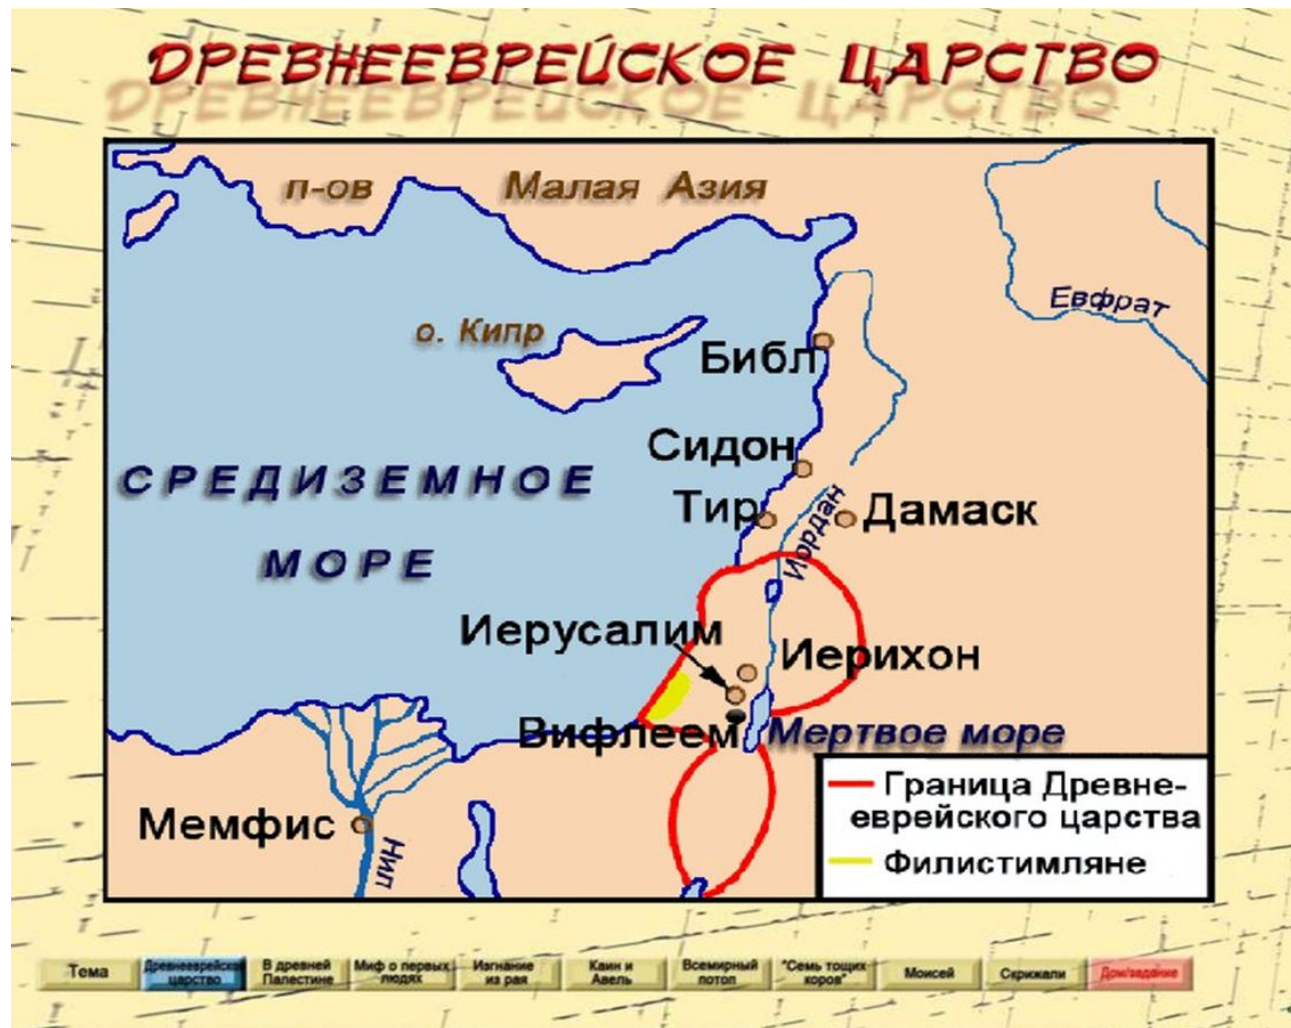 ДРЕВНЕЕВРЕЙСКОЕ ЦАРСТВО
п-ов Малая Азия
Евфрат
о. Кипр
Библ
Сидон
СРЕДИЗЕМНОЕ
МОРЕ
Тир
Иордан
Дамаск
Иерусалим
Иерихон
Вифлеем
Мертвое море
Мемфис
Нил
Граница Древне-
еврейского царства
Филистимляне
Тема
Древнееврейское
царство
В древней
Палестине
Миф о первых
людях
Изгнание
из рая
Каин и
Авель
Всемирный
потоп
"Семь тощих
коров"
Моисей
Скрижали
Дом/задание